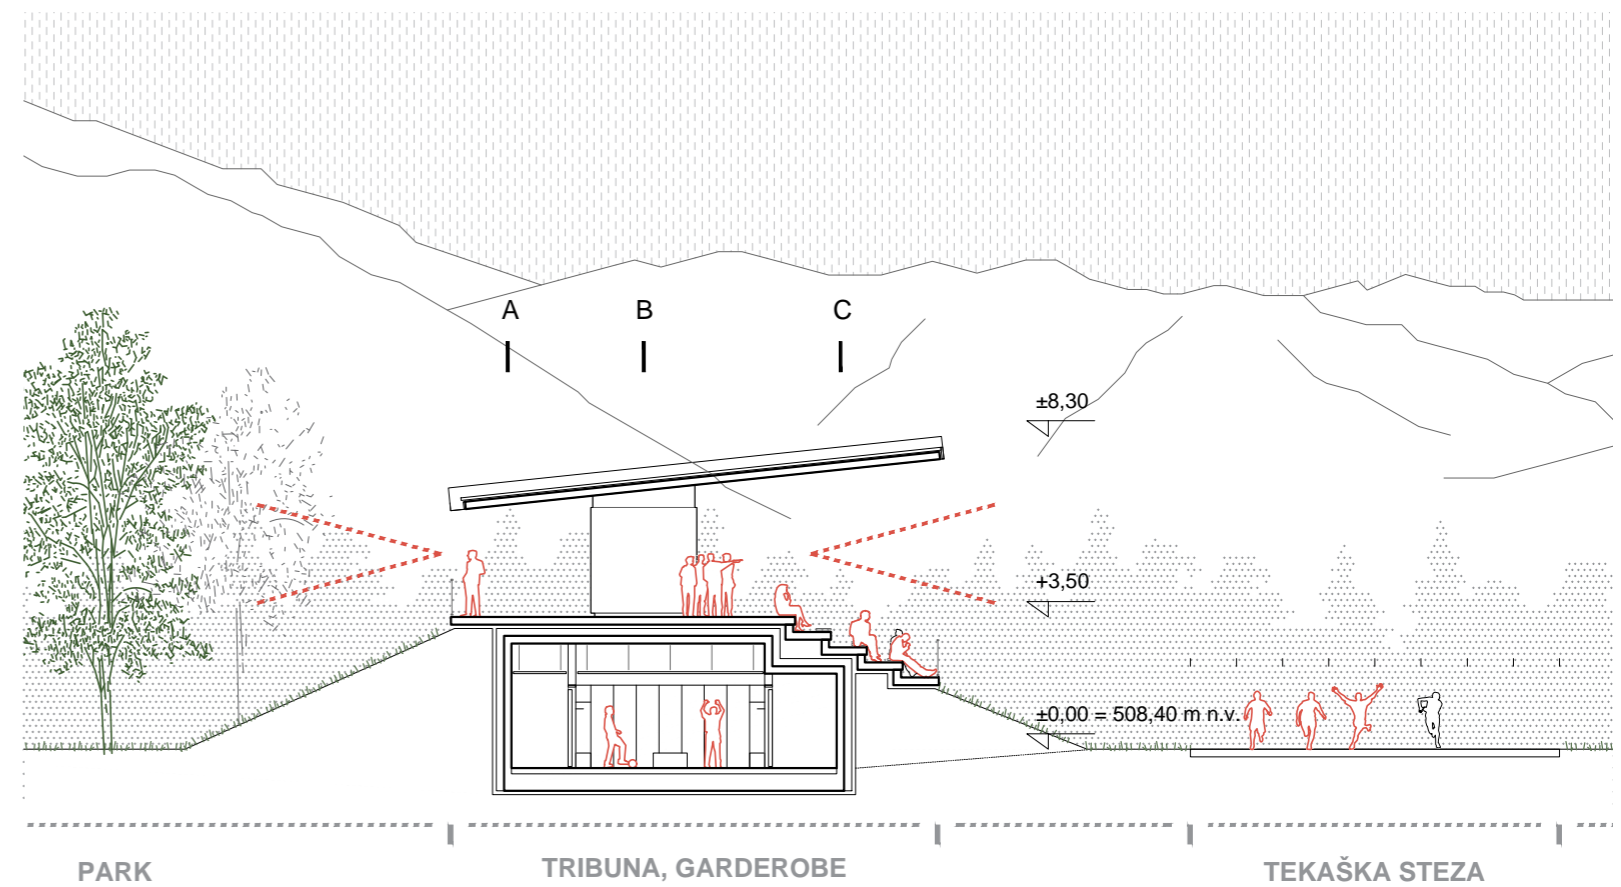 A
B
C
±8,30
+3,50
±0,00 = 508,40 m n.v.
PARK
TRIBUNA, GARDEROBE
TEKAŠKA STEZA